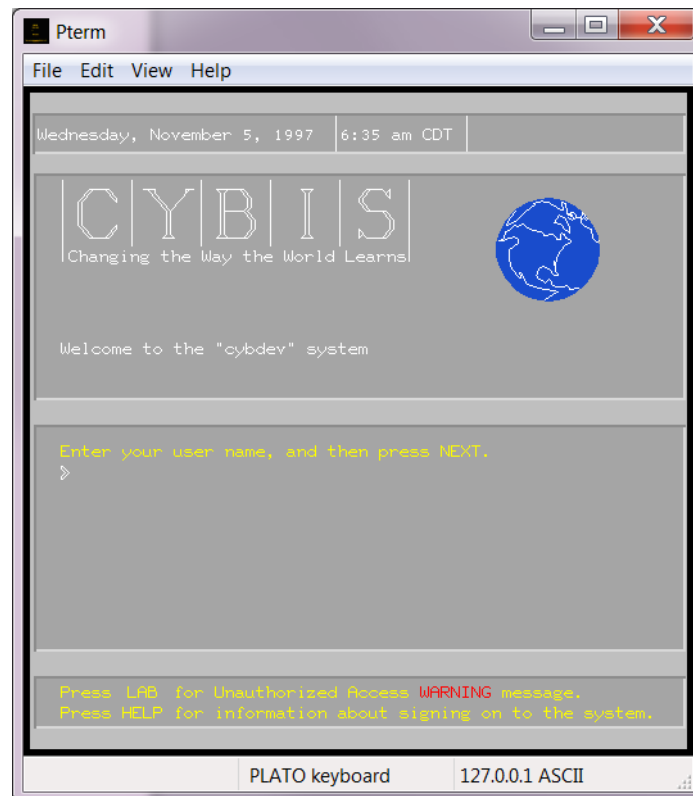 Pterm
File Edit View Help
Wednesday, November 5, 1997 6:35 am CDT
CYBIS
Changing the Way the World Learns
Welcome to the "cybdev" system
Enter your user name, and then press NEXT.
>
Press LAB for Unauthorized Access WARNING message.
Press HELP for information about signing on to the system.
PLATO keyboard 127.0.0.1 ASCII